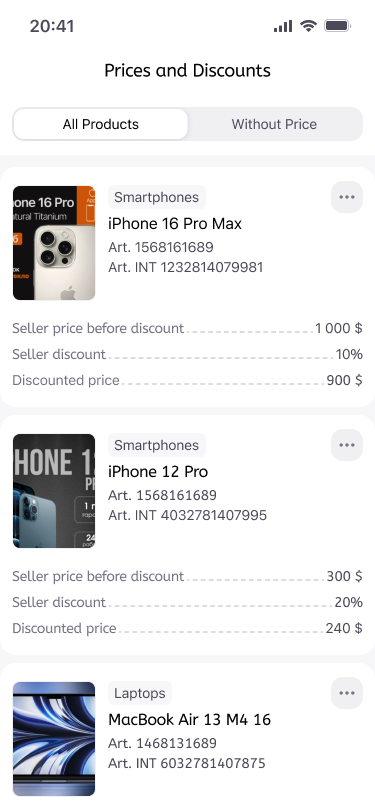 20:41
Prices and Discounts
All Products
Without Price
one 16 Pro
atural Titanium
Smartphones
iPhone 16 Pro Max
Art. 1568161689
Art. INT 1232814079981
Seller price before discount 1 000 $
Seller discount 10%
Discounted price 900 $
HONE 1
PR
Smartphones
iPhone 12 Pro
Art. 1568161689
Art. INT 4032781407995
Seller price before discount 300 $
Seller discount 20%
Discounted price 240 $
Laptops
MacBook Air 13 M4 16
Art. 1468131689
Art. INT 6032781407875